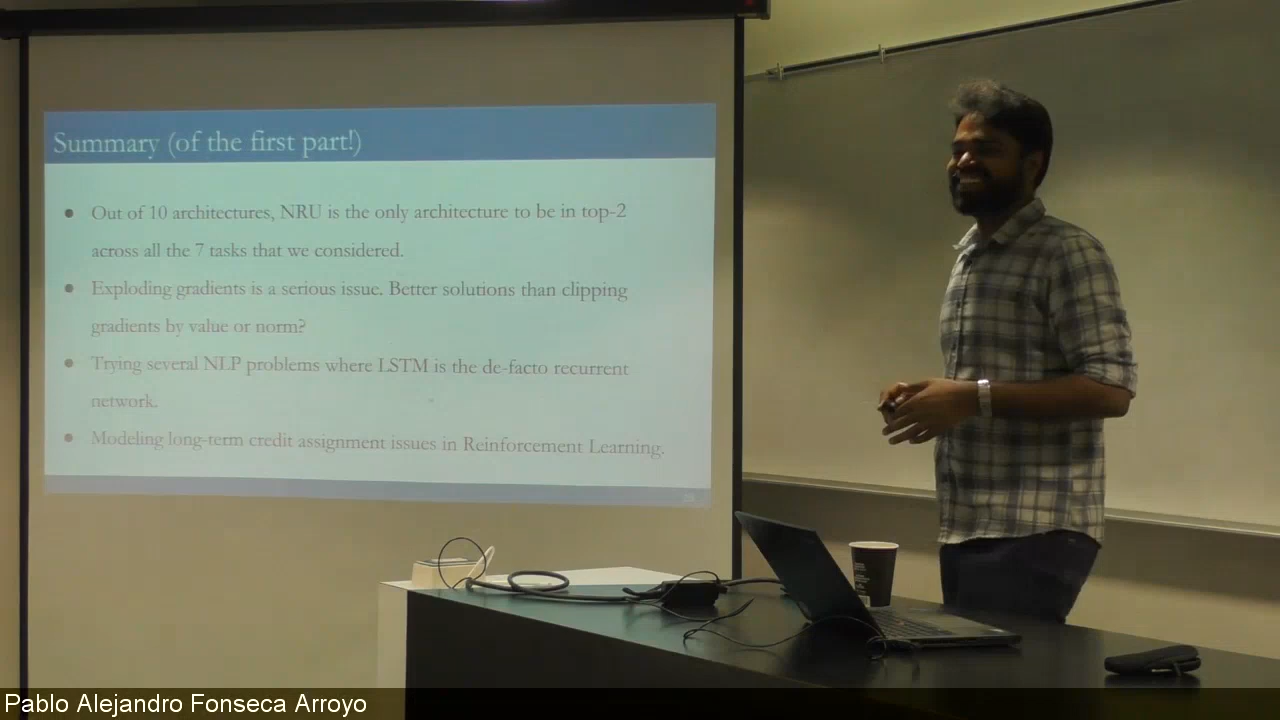 Summary (of the first part!)
● Out of 10 architectures, NRU is the only architecture to be in top-2
across all the 7 tasks that we considered.
● Exploding gradients is a serious issue. Better solutions than clipping
gradients by value or norm?
● Trying several NLP problems where LSTM is the de-facto recurrent
network.
● Modeling long-term credit assignment issues in Reinforcement Learning.
Pablo Alejandro Fonseca Arroyo